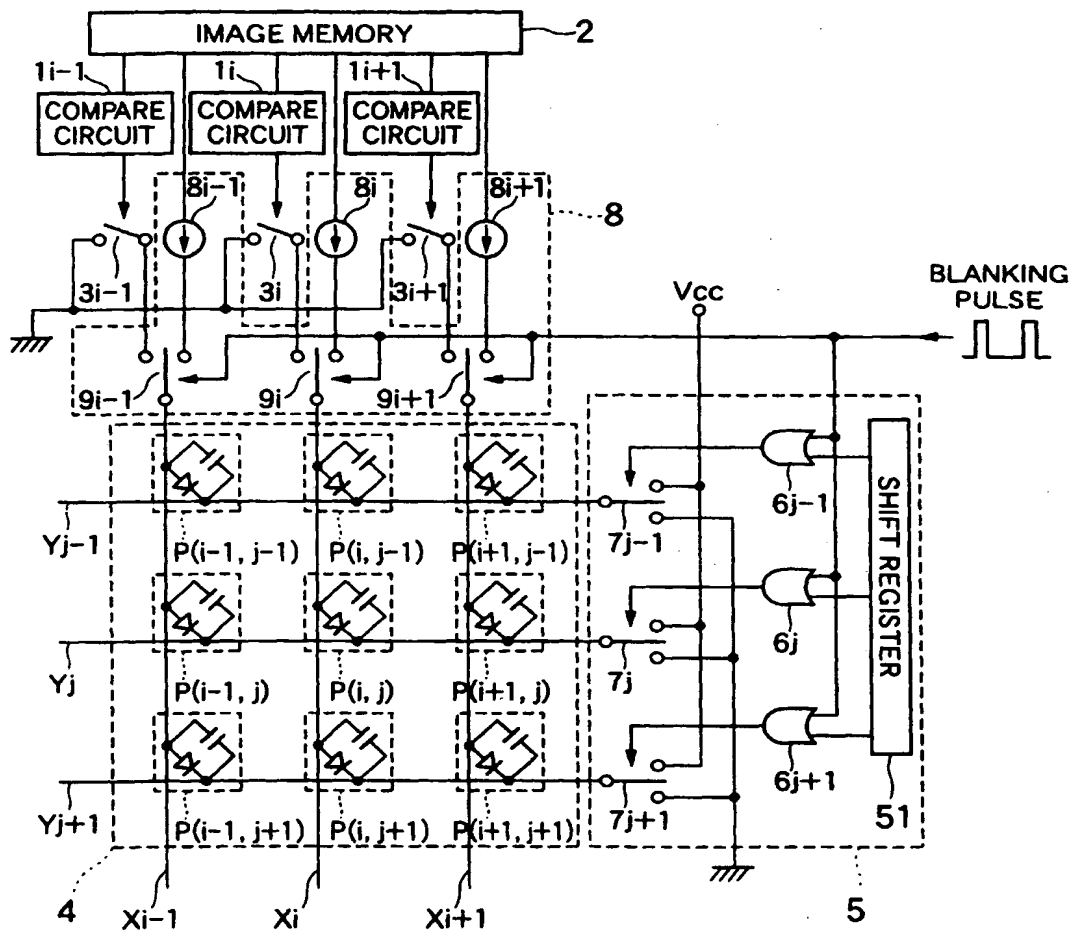 IMAGE MEMORY
2
1i-1
1i
1i+1
COMPARE
CIRCUIT
COMPARE
CIRCUIT
COMPARE
CIRCUIT
8i-1
8i
8i+1
8
3i-1
3i
3i+1
Vcc
BLANKING
PULSE
9i-1
9i
9i+1
6j-1
SHIFT REGISTER
Yj-1
P(i-1, j-1)
P(i, j-1)
P(i+1, j-1)
7j-1
6j
Yj
P(i-1, j)
P(i, j)
P(i+1, j)
7j
6j+1
Yj+1
P(i-1, j+1)
P(i, j+1)
P(i+1, j+1)
7j+1
51
4
Xi-1
Xi
Xi+1
5